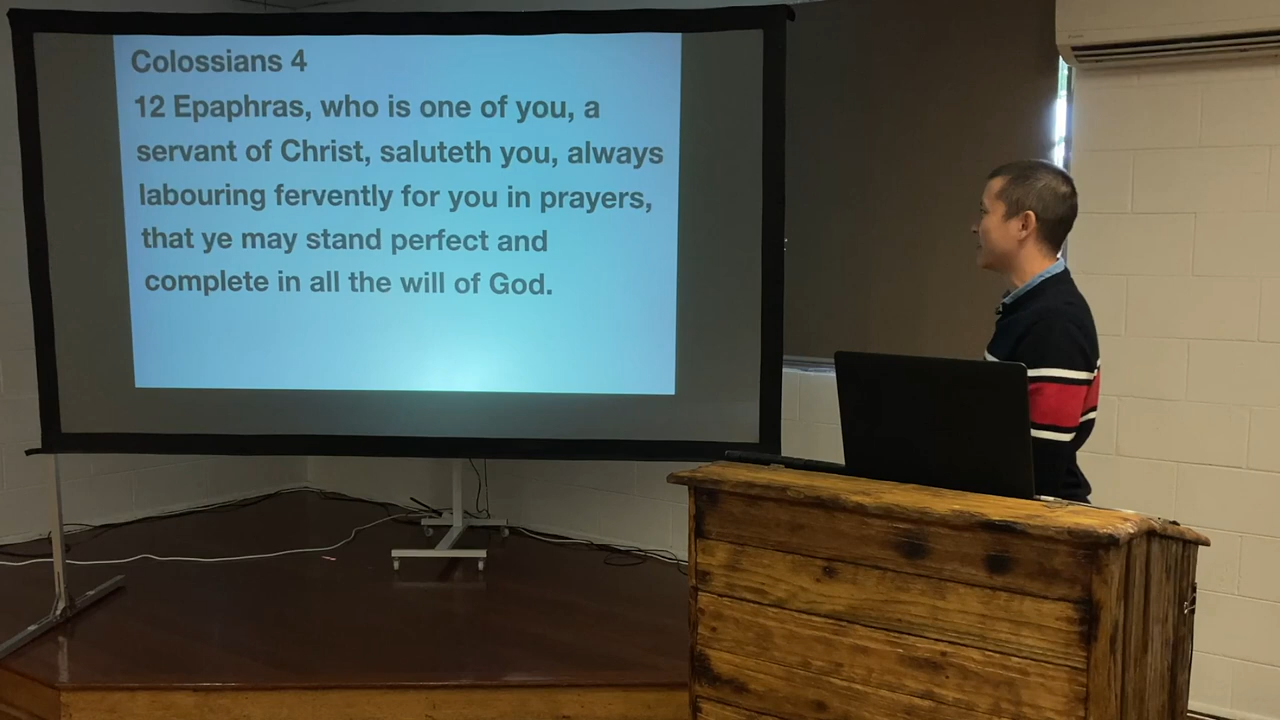 Colossians 4
12 Epaphras, who is one of you, a
servant of Christ, saluteth you, always
labouring fervently for you in prayers,
that ye may stand perfect and
complete in all the will of God.